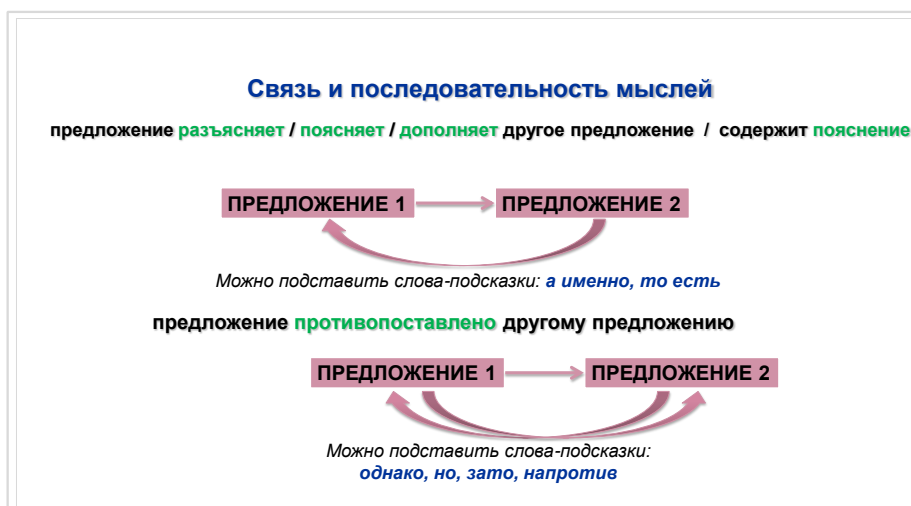 Связь и последовательность мыслей
предложение разъясняет / поясняет / дополняет другое предложение / содержит пояснение
ПРЕДЛОЖЕНИЕ 1 ПРЕДЛОЖЕНИЕ 2
Можно подставить слова-подсказки: а именно, то есть
предложение противопоставлено другому предложению
ПРЕДЛОЖЕНИЕ 1 ПРЕДЛОЖЕНИЕ 2
Можно подставить слова-подсказки:
однако, но, зато, напротив